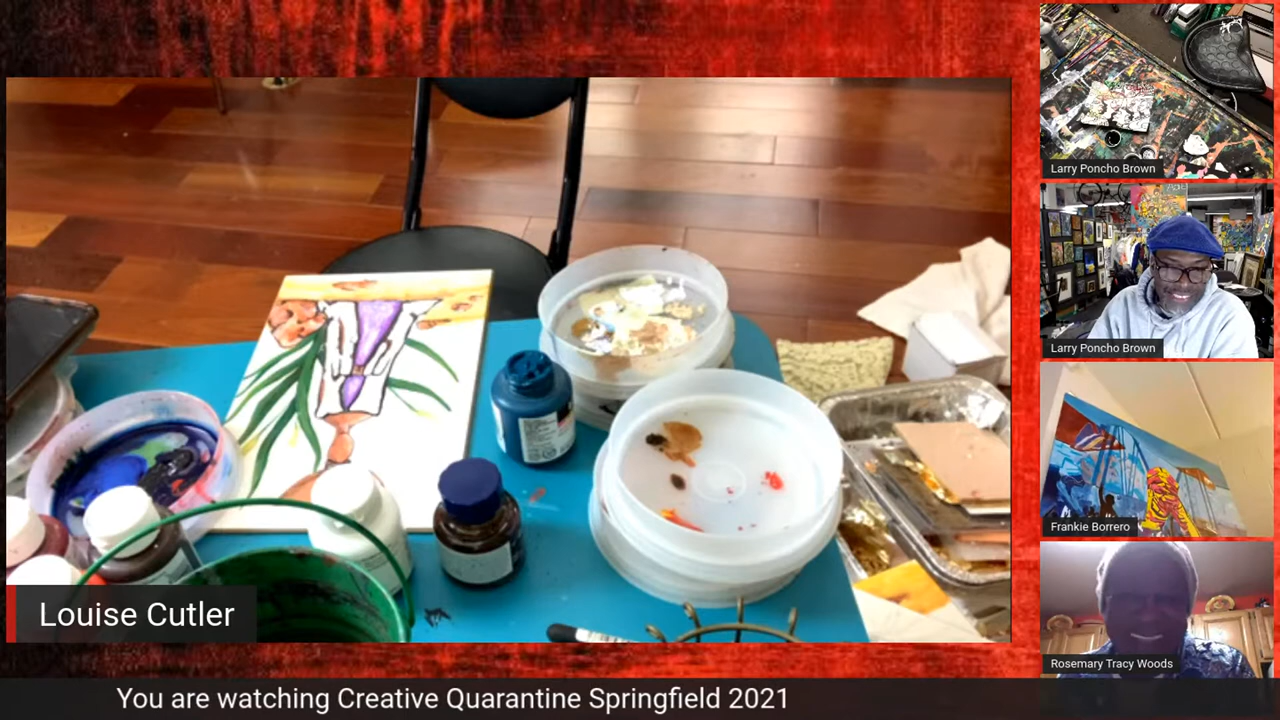 Louise Cutler
You are watching Creative Quarantine Springfield 2021
Larry Poncho Brown
Larry Poncho Brown
Frankie Borrero
Rosemary Tracy Woods